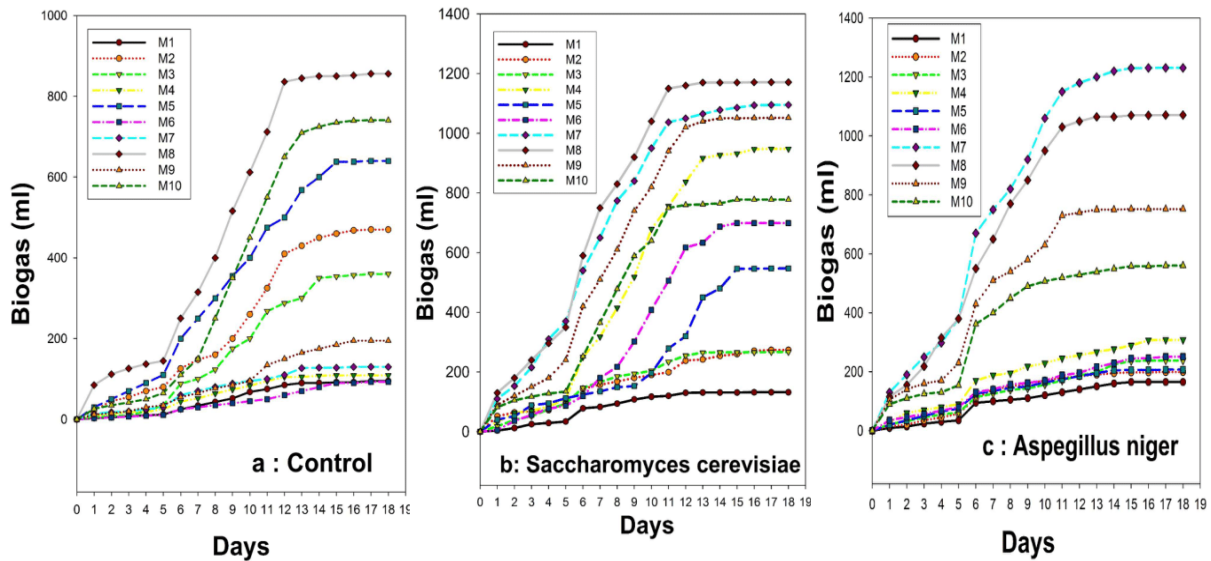 Biogas (ml)
1000
800
600
400
200
0
M1
M2
M3
M4
M5
M6
M7
M8
M9
M10
a : Control
0 1 2 3 4 5 6 7 8 9 10 11 12 13 14 15 16 17 18 19
Days
Biogas (ml)
1400
1200
1000
800
600
400
200
0
M1
M2
M3
M4
M5
M6
M7
M8
M9
M10
b: Saccharomyces cerevisiae
0 1 2 3 4 5 6 7 8 9 10 11 12 13 14 15 16 17 18 19
Days
Biogas (ml)
1400
1200
1000
800
600
400
200
0
M1
M2
M3
M4
M5
M6
M7
M8
M9
M10
c : Aspegillus niger
0 1 2 3 4 5 6 7 8 9 10 11 12 13 14 15 16 17 18 19
Days